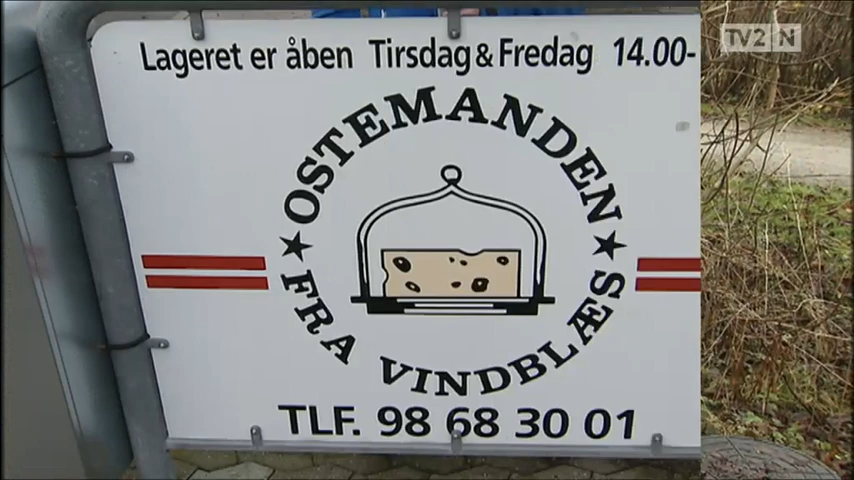 TV2 N
Lageret er åben Tirsdag & Fredag 14.00-
OSTEMANDEN
FRA VINDBLÆS
TLF. 98 68 30 01